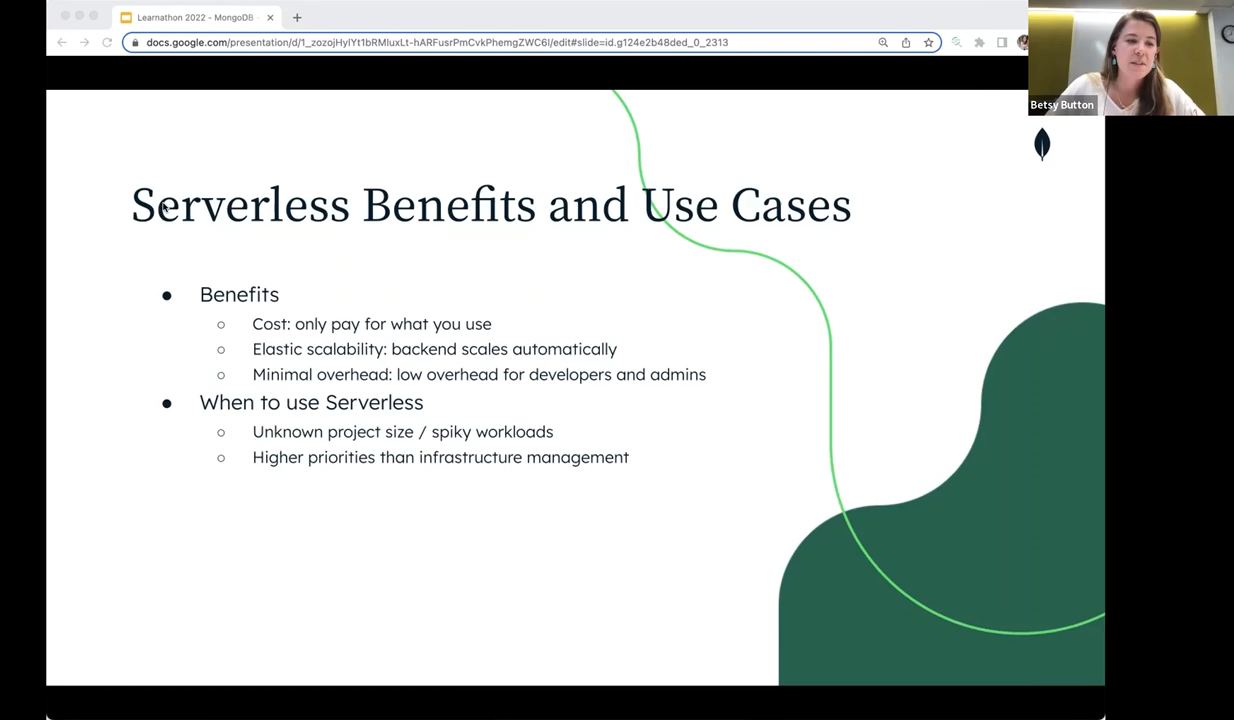 Learnathon 2022 - MongoDB
docs.google.com/presentation/d/1_zozojHylYt1bRMluxLt-hARFusrPmCvkPhemgZWC6I/edit#slide=id.g124e2b48ded_0_2313
Betsy Button
Serverless Benefits and Use Cases
● Benefits
○ Cost: only pay for what you use
○ Elastic scalability: backend scales automatically
○ Minimal overhead: low overhead for developers and admins
● When to use Serverless
○ Unknown project size / spiky workloads
○ Higher priorities than infrastructure management